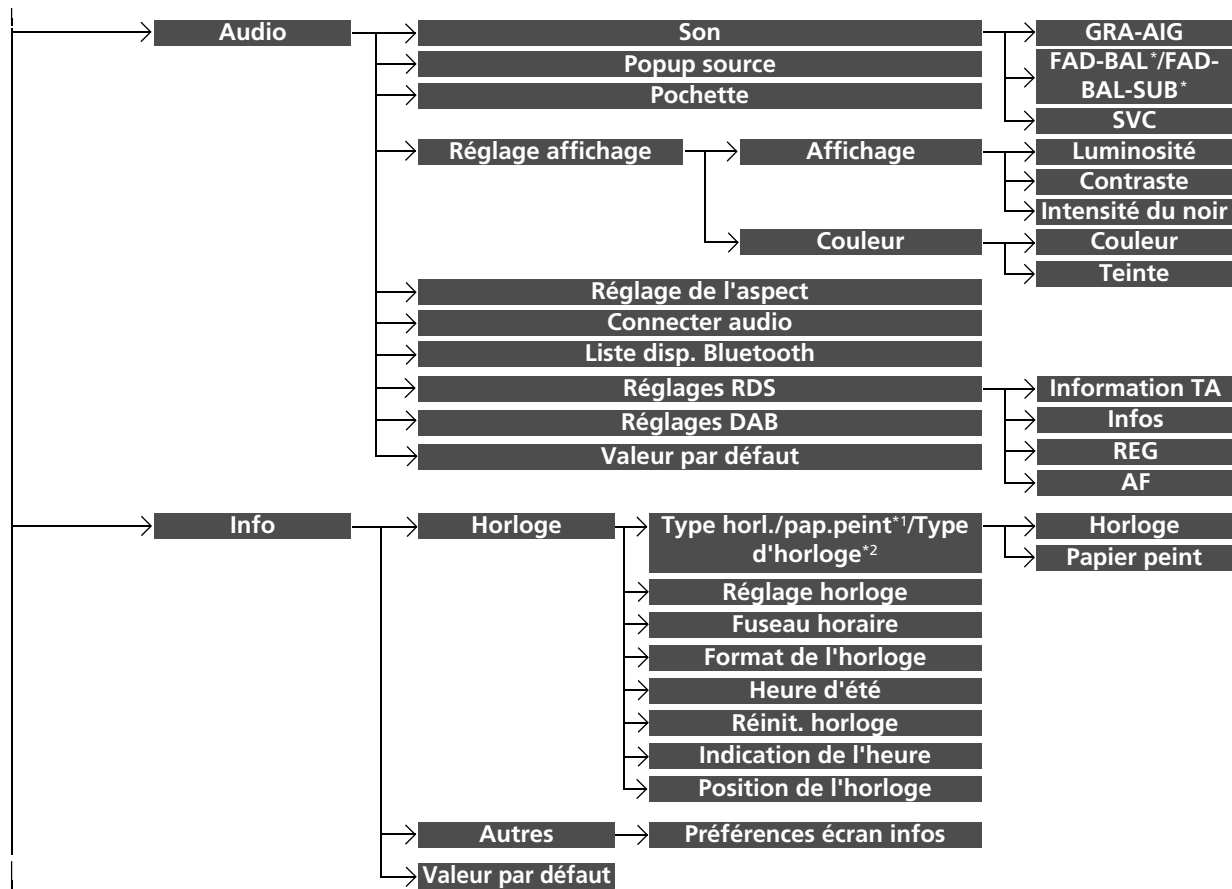 Audio
Son
GRA-AIG
FAD-BAL*/FAD-
BAL-SUB*
SVC
Popup source
Pochette
Réglage affichage
Affichage
Luminosité
Contraste
Intensité du noir
Couleur
Couleur
Teinte
Réglage de l'aspect
Connecter audio
Liste disp. Bluetooth
Réglages RDS
Information TA
Infos
REG
AF
Réglages DAB
Valeur par défaut
Info
Horloge
Type horl./pap.peint*1/Type
d'horloge*2
Horloge
Papier peint
Réglage horloge
Fuseau horaire
Format de l'horloge
Heure d'été
Réinit. horloge
Indication de l'heure
Position de l'horloge
Autres
Préférences écran infos
Valeur par défaut